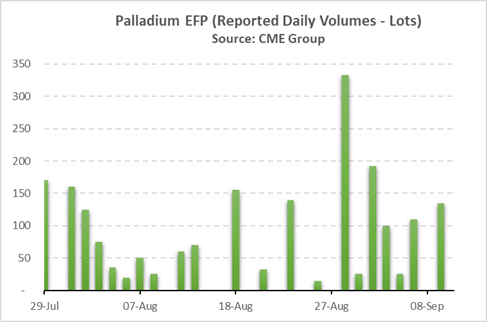 Palladium EFP (Reported Daily Volumes - Lots)
Source: CME Group
350
300
250
200
150
100
50
-
29-Jul 07-Aug 18-Aug 27-Aug 08-Sep